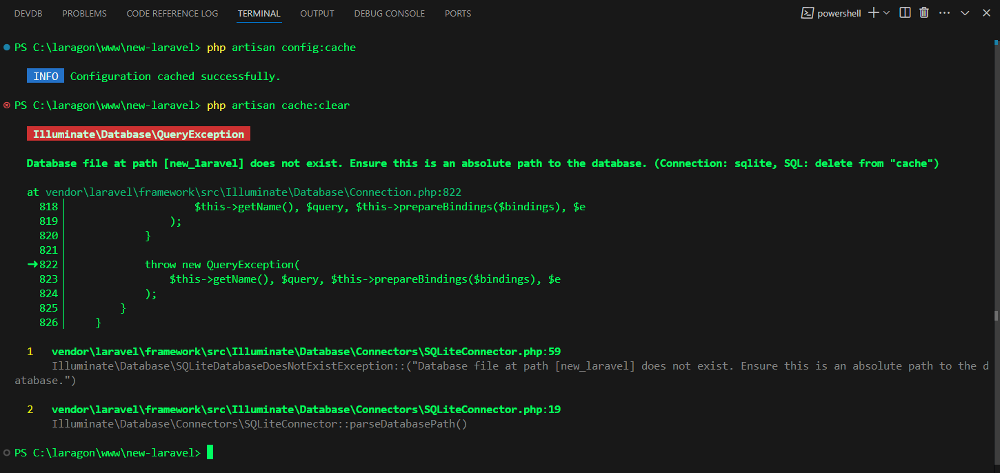 DEVDB PROBLEMS CODE REFERENCE LOG TERMINAL OUTPUT DEBUG CONSOLE PORTS powershell
PS C:\laragon\www\new-laravel> php artisan config:cache
INFO Configuration cached successfully.
PS C:\laragon\www\new-laravel> php artisan cache:clear
Illuminate\Database\QueryException
Database file at path [new_laravel] does not exist. Ensure this is an absolute path to the database. (Connection: sqlite, SQL: delete from "cache")
at vendor\laravel\framework\src\Illuminate\Database\Connection.php:822
818 $this->getName(), $query, $this->prepareBindings($bindings), $e
819 );
820 }
821
➜822 throw new QueryException(
823 $this->getName(), $query, $this->prepareBindings($bindings), $e
824 );
825 }
826 }
1 vendor\laravel\framework\src\Illuminate\Database\Connectors\SQLiteConnector.php:59
Illuminate\Database\SQLiteDatabaseDoesNotExistException::("Database file at path [new_laravel] does not exist. Ensure this is an absolute path to the d
atabase.")
2 vendor\laravel\framework\src\Illuminate\Database\Connectors\SQLiteConnector.php:19
Illuminate\Database\Connectors\SQLiteConnector::parseDatabasePath()
PS C:\laragon\www\new-laravel>